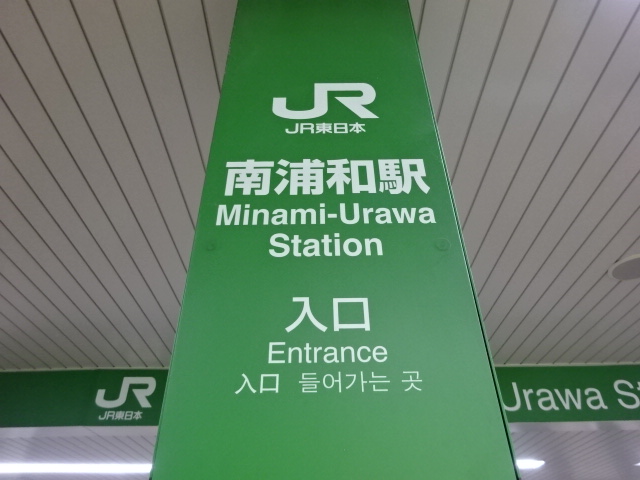 JR
JR東日本
南浦和駅
Minami-Urawa
Station
入口
Entrance
入口 들어가는 곳
JR
JR東日本
Urawa St